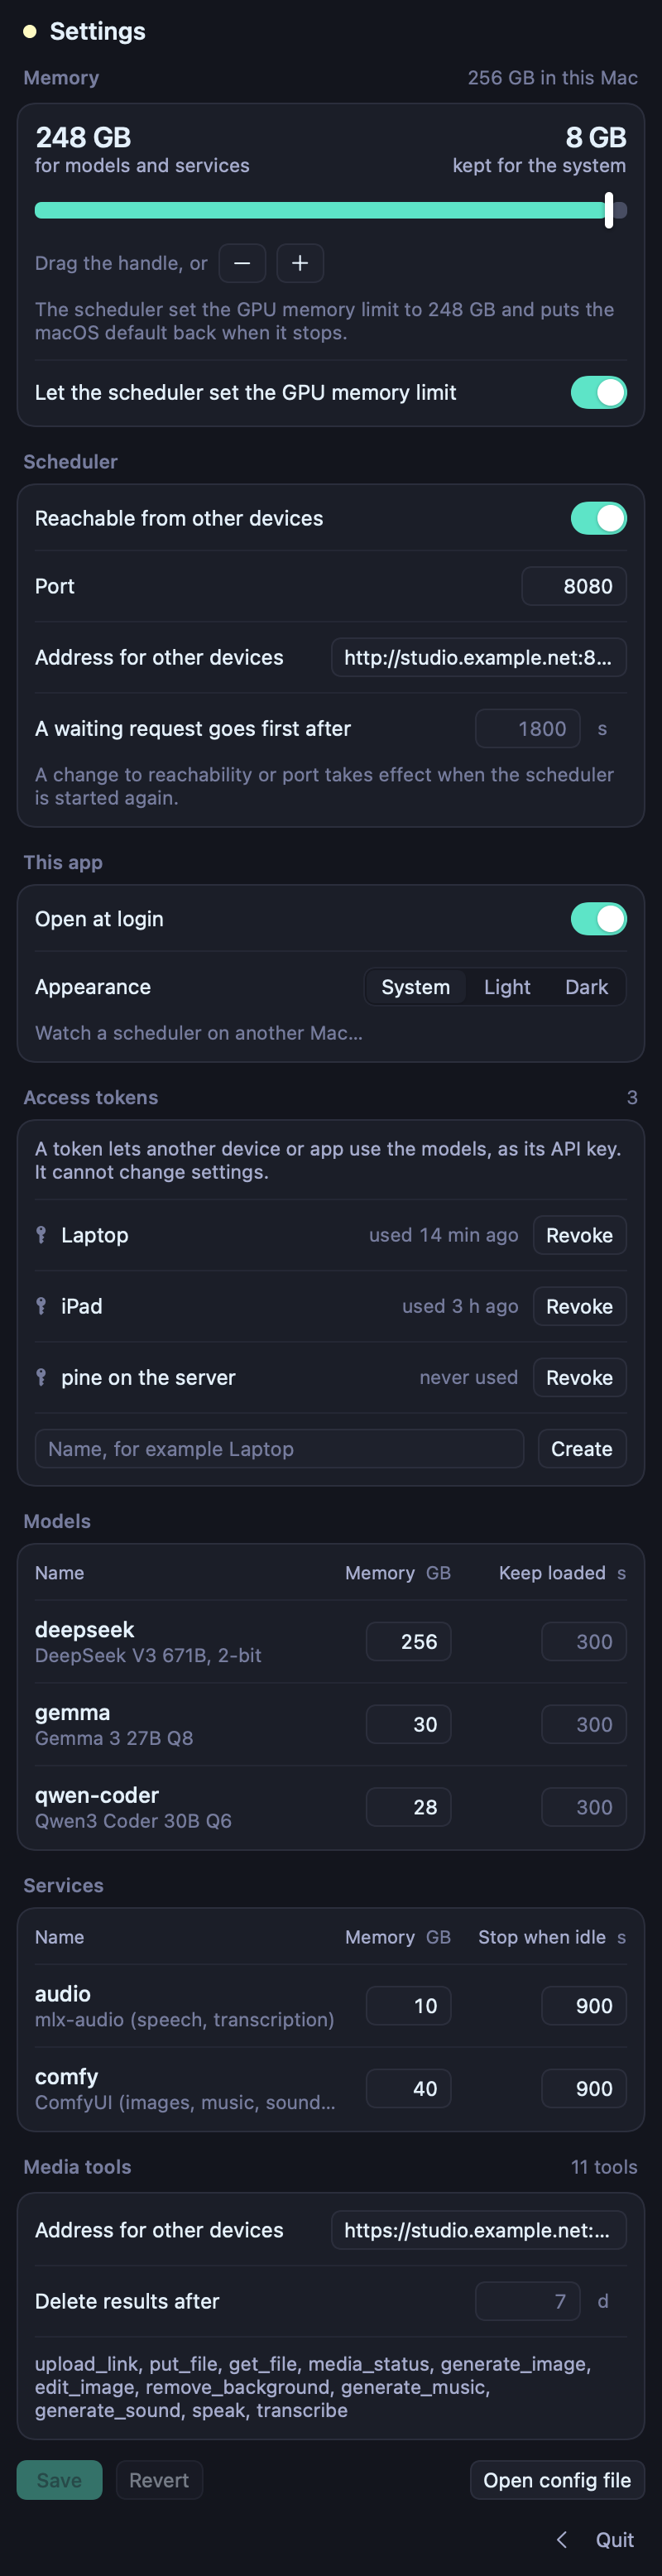 Settings
Memory 256 GB in this Mac
248 GB 8 GB
for models and services kept for the system
Drag the handle, or − +
The scheduler set the GPU memory limit to 248 GB and puts the
macOS default back when it stops.
Let the scheduler set the GPU memory limit
Scheduler
Reachable from other devices
Port 8080
Address for other devices http://studio.example.net:8...
A waiting request goes first after 1800 s
A change to reachability or port takes effect when the scheduler
is started again.
This app
Open at login
Appearance System Light Dark
Watch a scheduler on another Mac...
Access tokens 3
A token lets another device or app use the models, as its API key.
It cannot change settings.
Laptop used 14 min ago Revoke
iPad used 3 h ago Revoke
pine on the server never used Revoke
Name, for example Laptop Create
Models
Name Memory GB Keep loaded s
deepseek 256 300
DeepSeek V3 671B, 2-bit
gemma 30 300
Gemma 3 27B Q8
qwen-coder 28 300
Qwen3 Coder 30B Q6
Services
Name Memory GB Stop when idle s
audio 10 900
mlx-audio (speech, transcription)
comfy 40 900
ComfyUI (images, music, sound...
Media tools 11 tools
Address for other devices https://studio.example.net:...
Delete results after 7 d
upload_link, put_file, get_file, media_status, generate_image,
edit_image, remove_background, generate_music,
generate_sound, speak, transcribe
Save Revert Open config file
Quit